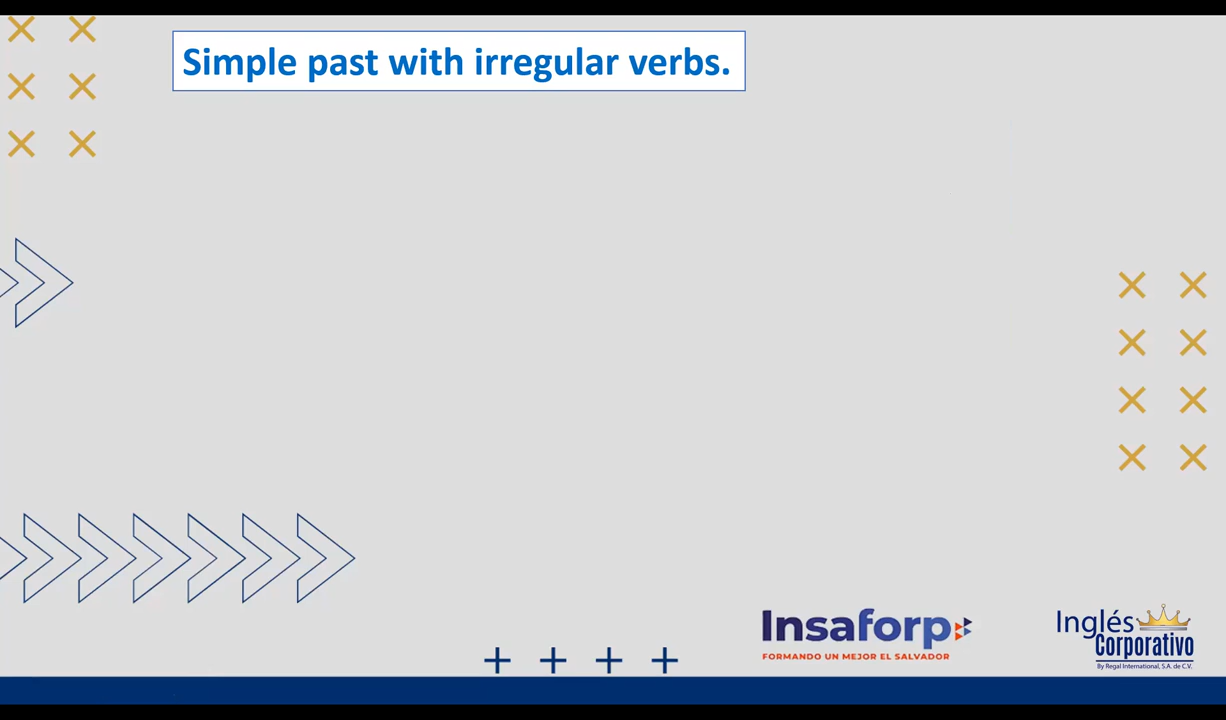 Simple past with irregular verbs.
Insaforp
FORMANDO UN MEJOR EL SALVADOR
Inglés
Corporativo
By Regal International, S.A. de C.V.